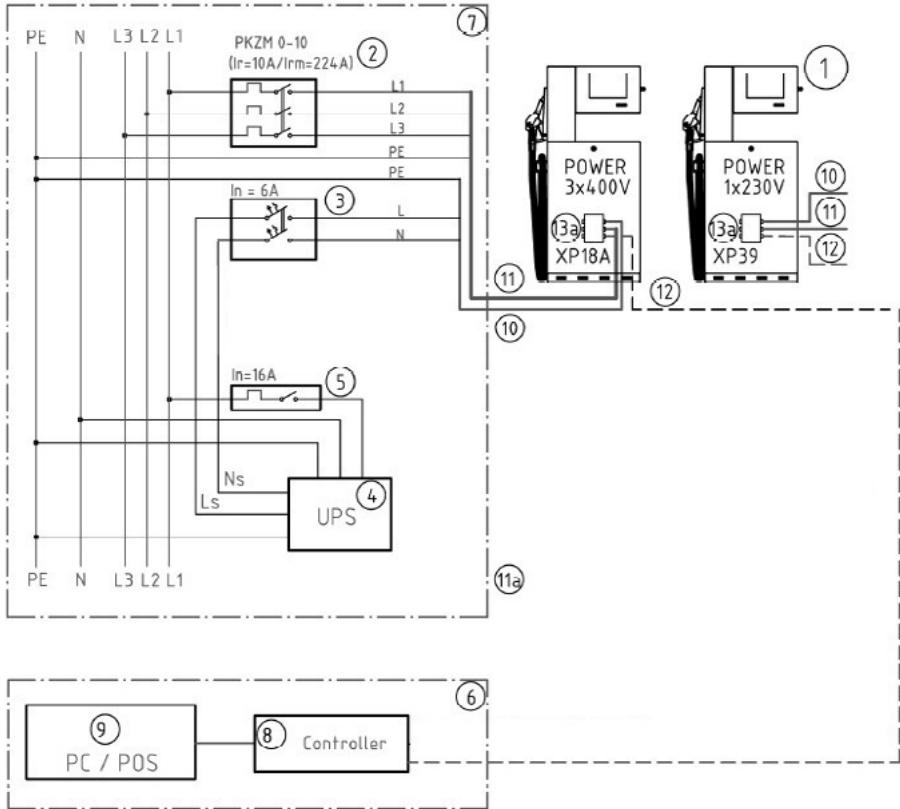 7
PE N L3 L2 L1
PKZM 0-10
(Ir=10A/Irm=224A)
2
L1
L2
L3
PE
PE
In = 6A
3
L
N
1
POWER
3x400V
13a
XP18A
POWER
1x230V
13a
XP39
10
11
12
11
10
12
In=16A
5
Ns
Ls
4
UPS
PE N L3 L2 L1
11a
6
9
PC / POS
8
Controller